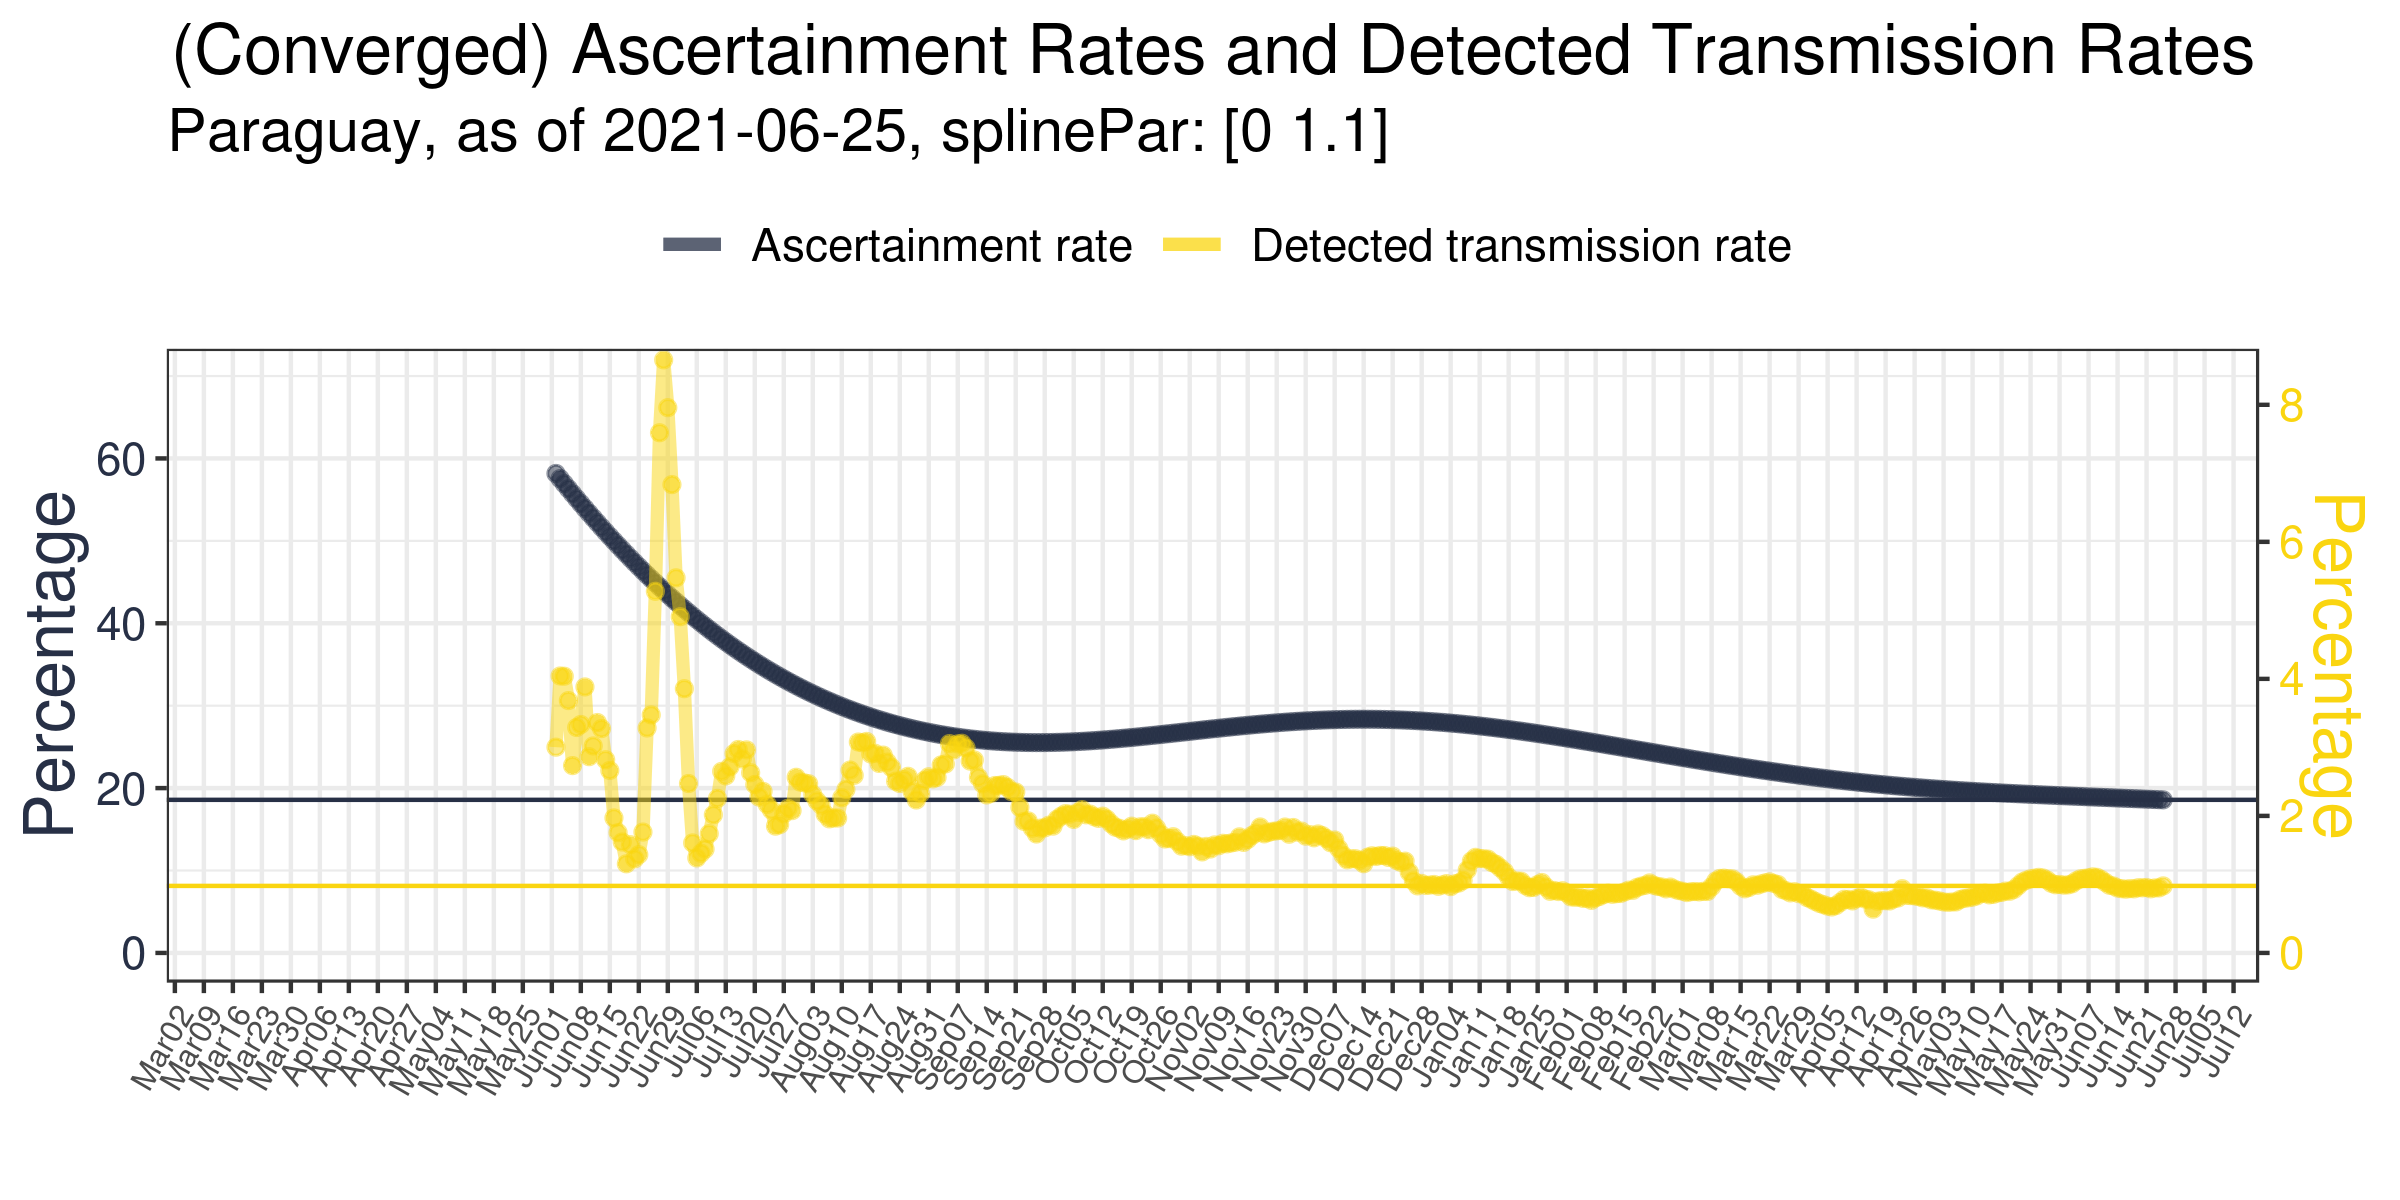 (Converged) Ascertainment Rates and Detected Transmission Rates
Paraguay, as of 2021-06-25, splinePar: [0 1.1]
Ascertainment rate
Detected transmission rate
Percentage
60
40
20
0
8
6
4
2
0
Percentage
Mar02
Mar09
Mar16
Mar23
Mar30
Apr06
Apr13
Apr20
Apr27
May04
May11
May18
May25
Jun01
Jun08
Jun15
Jun22
Jun29
Jul06
Jul13
Jul20
Jul27
Aug03
Aug10
Aug17
Aug24
Aug31
Sep07
Sep14
Sep21
Sep28
Oct05
Oct12
Oct19
Oct26
Nov02
Nov09
Nov16
Nov23
Nov30
Dec07
Dec14
Dec21
Dec28
Jan04
Jan11
Jan18
Jan25
Feb01
Feb08
Feb15
Feb22
Mar01
Mar08
Mar15
Mar22
Mar29
Apr05
Apr12
Apr19
Apr26
May03
May10
May17
May24
May31
Jun07
Jun14
Jun21
Jun28
Jul05
Jul12